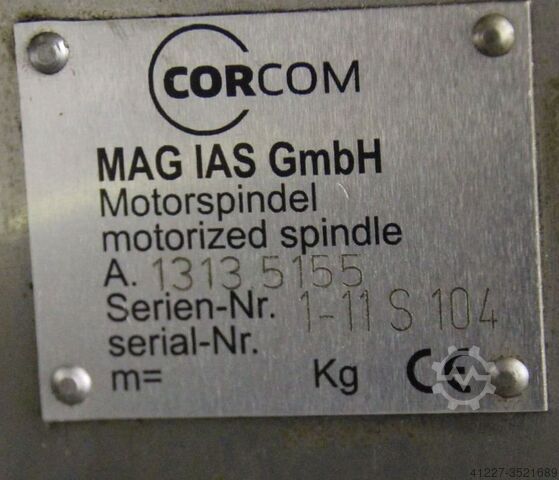 CORCOM
MAG IAS GmbH
Motorspindel
motorized spindle
A. 1313 5155
Serien-Nr. 1-11 S 104
serial-Nr.
m= Kg CE
41227-3521689